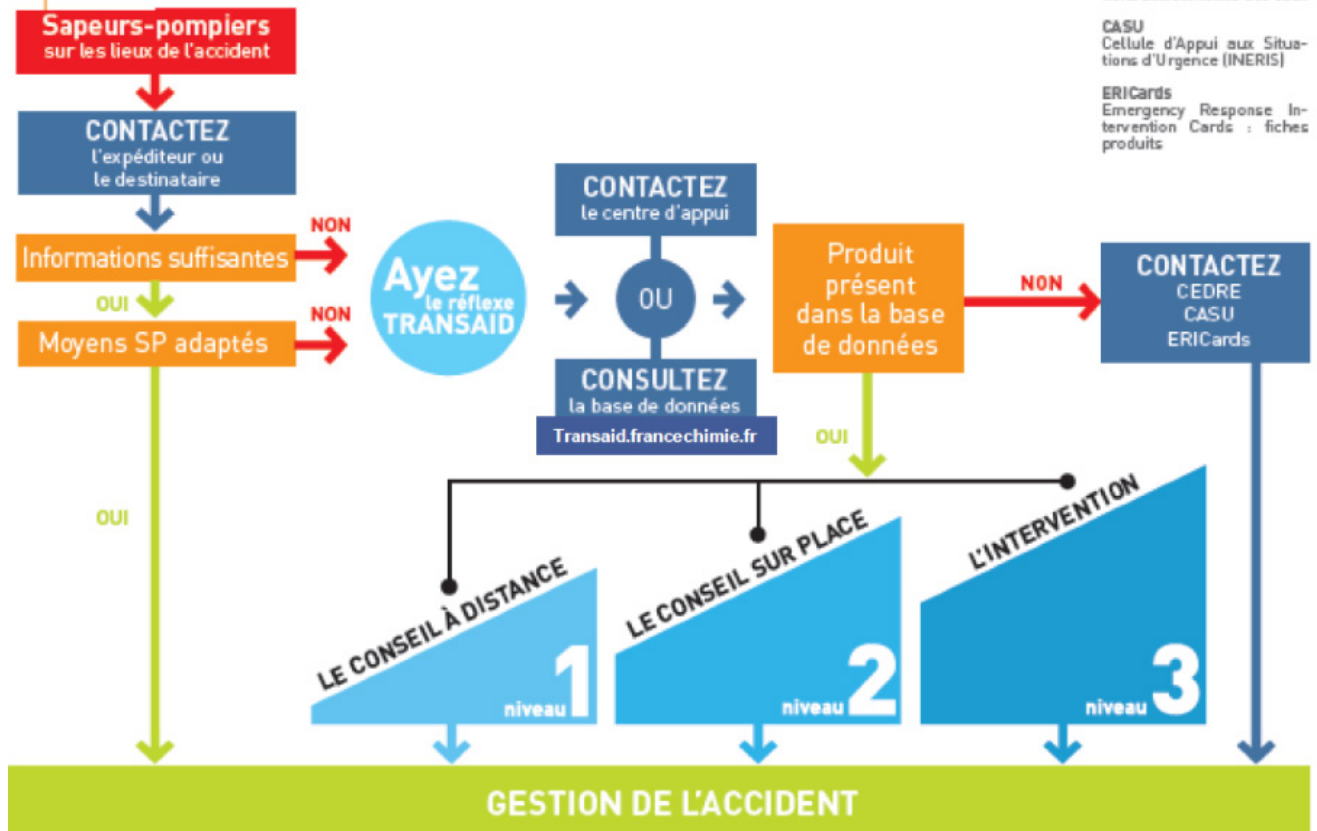 Sapeurs-pompiers
sur les lieux de l'accident
CONTACTEZ
l'expéditeur ou
le destinataire
Informations suffisantes
NON
OUI
Moyens SP adaptés
NON
OUI
Ayez
le réflexe
TRANSAID
CONTACTEZ
le centre d'appui
OU
CONSULTEZ
la base de données
Transaid.francechimie.fr
Produit
présent
dans la base
de données
NON
OUI
CONTACTEZ
CEDRE
CASU
ERICards
CASU
Cellule d'Appui aux Situa-
tions d'Urgence (INERIS)
ERICards
Emergency Response In-
tervention Cards : fiches
produits
LE CONSEIL À DISTANCE
niveau 1
LE CONSEIL SUR PLACE
niveau 2
L'INTERVENTION
niveau 3
GESTION DE L'ACCIDENT